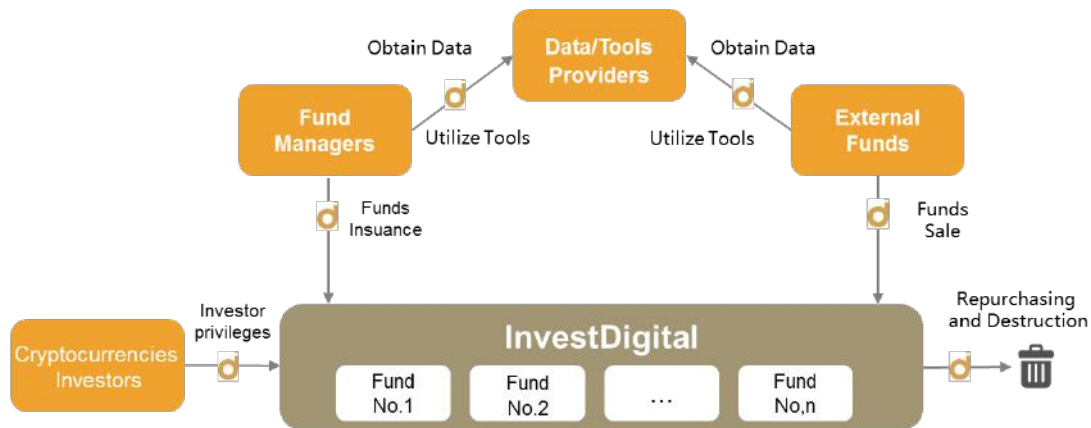 Obtain Data
Data/Tools
Providers
Obtain Data
Fund
Managers
Utilize Tools
Utilize Tools
External
Funds
Funds
Insuance
Funds
Sale
Investor
privileges
Repurchasing
and Destruction
Cryptocurrencies
Investors
InvestDigital
Fund
No.1
Fund
No.2
...
Fund
No,n